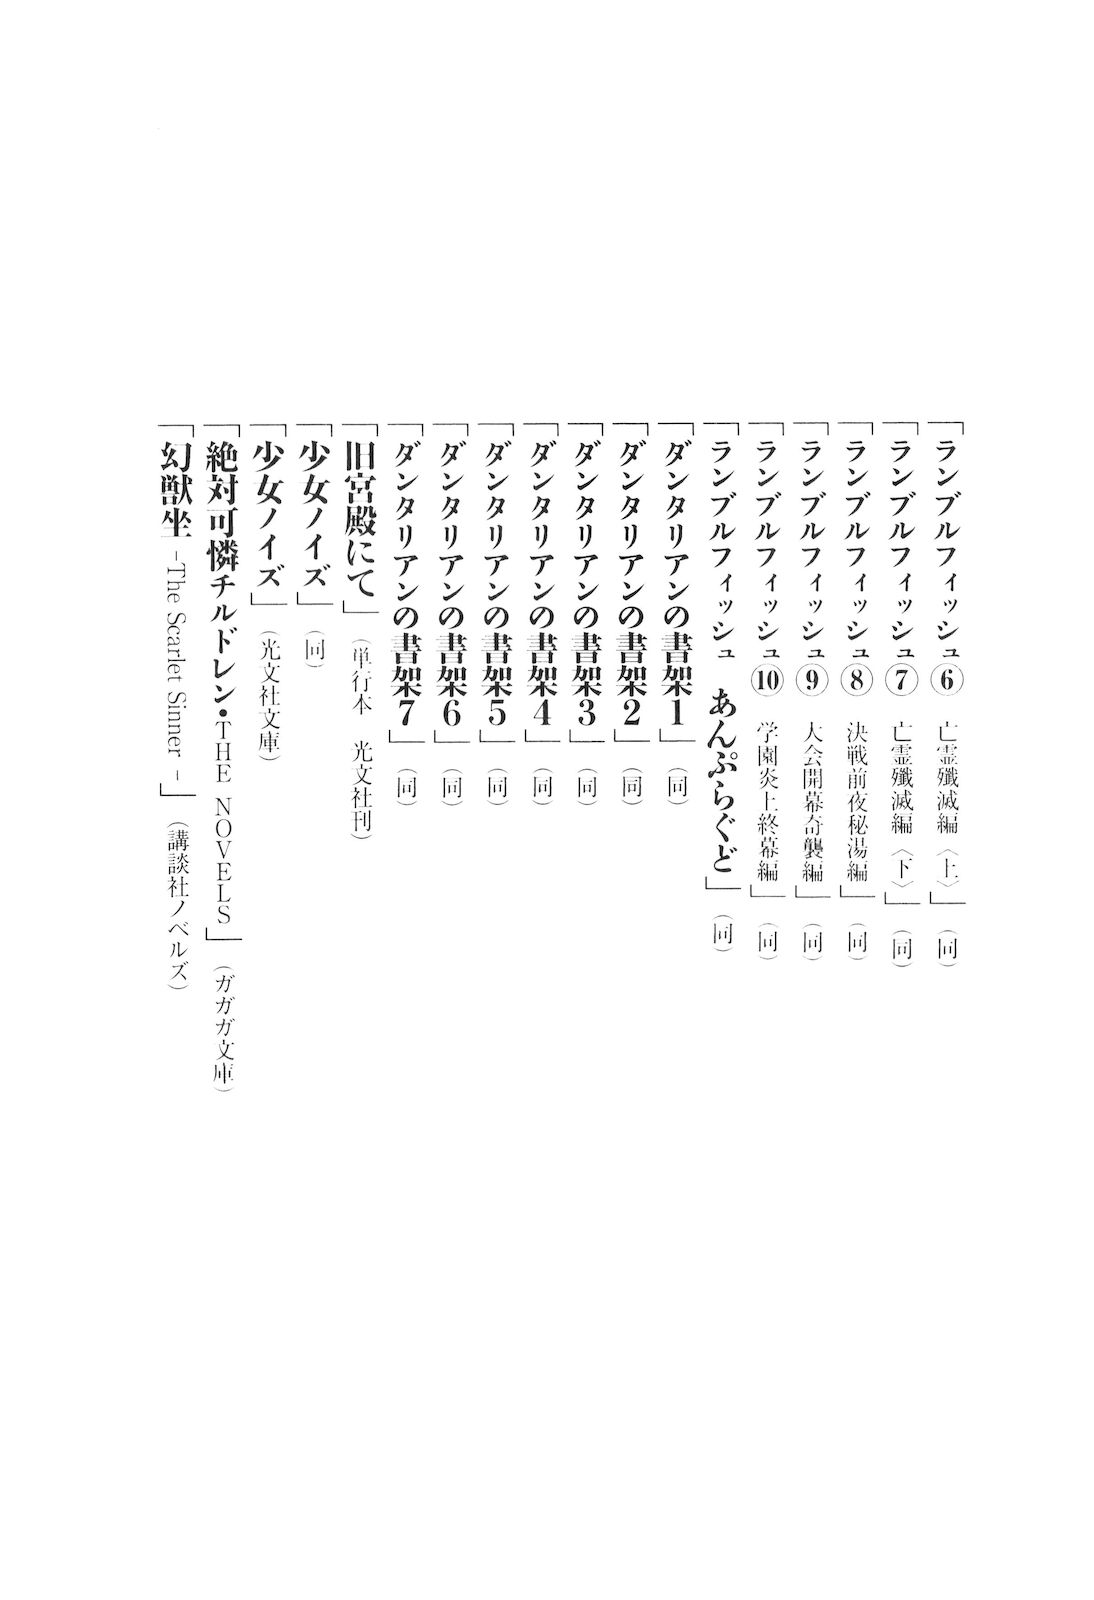 「ランブルフィッシュ⑥ 亡霊殲滅編〈上〉」（同）
「ランブルフィッシュ⑦ 亡霊殲滅編〈下〉」（同）
「ランブルフィッシュ⑧ 決戦前夜秘湯編」（同）
「ランブルフィッシュ⑨ 大会開幕奇襲編」（同）
「ランブルフィッシュ⑩ 学園炎上終幕編」（同）
「ランブルフィッシュ あんぷらぐど」（同）
「ダンタリアンの書架1」（同）
「ダンタリアンの書架2」（同）
「ダンタリアンの書架3」（同）
「ダンタリアンの書架4」（同）
「ダンタリアンの書架5」（同）
「ダンタリアンの書架6」（同）
「ダンタリアンの書架7」（同）
「旧宮殿にて」（単行本 光文社刊）
「少女ノイズ」（同）
「少女ノイズ」（光文社文庫）
「絶対可憐チルドレン・THE NOVELS」（ガガガ文庫）
「幻獣坐 −The Scarlet Sinner −」（講談社ノベルズ）